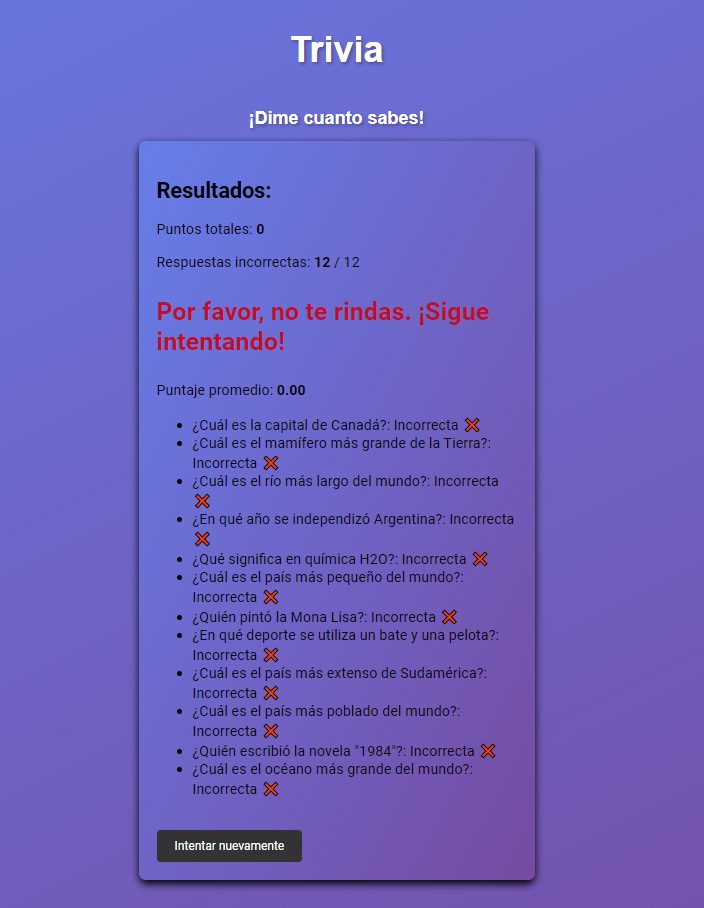 Trivia
¡Dime cuanto sabes!
Resultados:
Puntos totales: 0
Respuestas incorrectas: 12 / 12
Por favor, no te rindas. ¡Sigue
intentando!
Puntaje promedio: 0.00
¿Cuál es la capital de Canadá?: Incorrecta ❌
¿Cuál es el mamífero más grande de la Tierra?:
Incorrecta ❌
¿Cuál es el río más largo del mundo?: Incorrecta
❌
¿En qué año se independizó Argentina?: Incorrecta
❌
¿Qué significa en química H2O?: Incorrecta ❌
¿Cuál es el país más pequeño del mundo?:
Incorrecta ❌
¿Quién pintó la Mona Lisa?: Incorrecta ❌
¿En qué deporte se utiliza un bate y una pelota?:
Incorrecta ❌
¿Cuál es el país más extenso de Sudamérica?:
Incorrecta ❌
¿Cuál es el país más poblado del mundo?:
Incorrecta ❌
¿Quién escribió la novela "1984"?: Incorrecta ❌
¿Cuál es el océano más grande del mundo?:
Incorrecta ❌
Intentar nuevamente